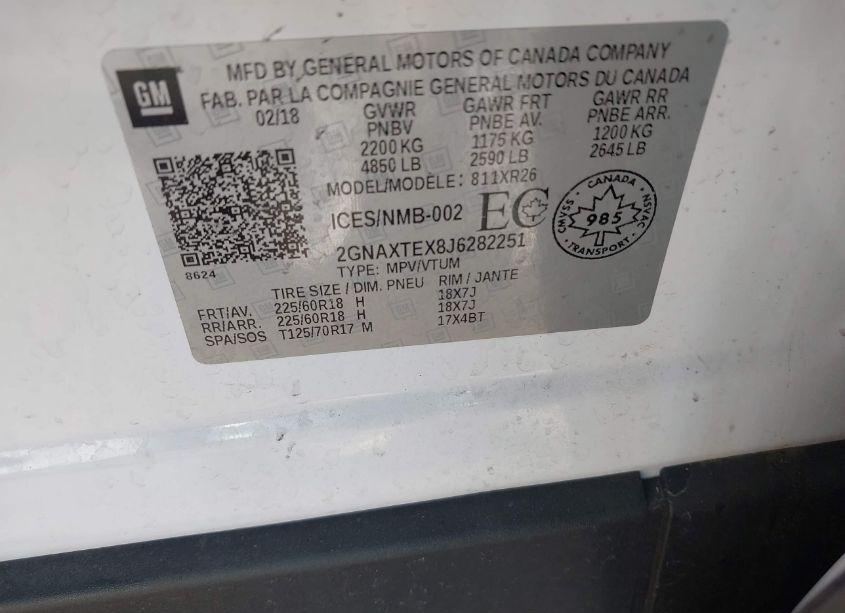 GM
MFD BY GENERAL MOTORS OF CANADA COMPANY
FAB. PAR LA COMPAGNIE GENERAL MOTORS DU CANADA
02/18 GVWR GAWR FRT GAWR RR
PNBV PNBE AV. PNBE ARR.
2200 KG 1175 KG 1200 KG
4850 LB 2590 LB 2645 LB
MODEL/MODÈLE: 811XR26
ICES/NMB-002 EC
CANADA
CMVSS 985 NSVAC
TRANSPORT
2GNAXTEX8J6282251
8624
TYPE: MPV/VTUM
TIRE SIZE / DIM. PNEU RIM / JANTE
FRT/AV. 225/60R18 H 18X7J
RR/ARR. 225/60R18 H 18X7J
SPA/SOS T125/70R17 M 17X4BT